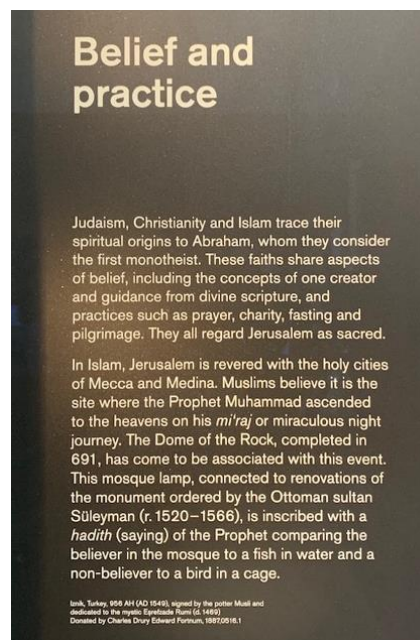 Belief and
practice
Judaism, Christianity and Islam trace their
spiritual origins to Abraham, whom they consider
the first monotheist. These faiths share aspects
of belief, including the concepts of one creator
and guidance from divine scripture, and
practices such as prayer, charity, fasting and
pilgrimage. They all regard Jerusalem as sacred.
In Islam, Jerusalem is revered with the holy cities
of Mecca and Medina. Muslims believe it is the
site where the Prophet Muhammad ascended
to the heavens on his mi'raj or miraculous night
journey. The Dome of the Rock, completed in
691, has come to be associated with this event.
This mosque lamp, connected to renovations of
the monument ordered by the Ottoman sultan
Süleyman (r. 1520–1566), is inscribed with a
hadith (saying) of the Prophet comparing the
believer in the mosque to a fish in water and a
non-believer to a bird in a cage.
Iznik, Turkey, 956 AH (AD 1549), signed by the potter Musli and
dedicated to the mystic Eşrefzade Rumi (d. 1469)
Donated by Charles Drury Edward Fortnum, 1887,0516.1